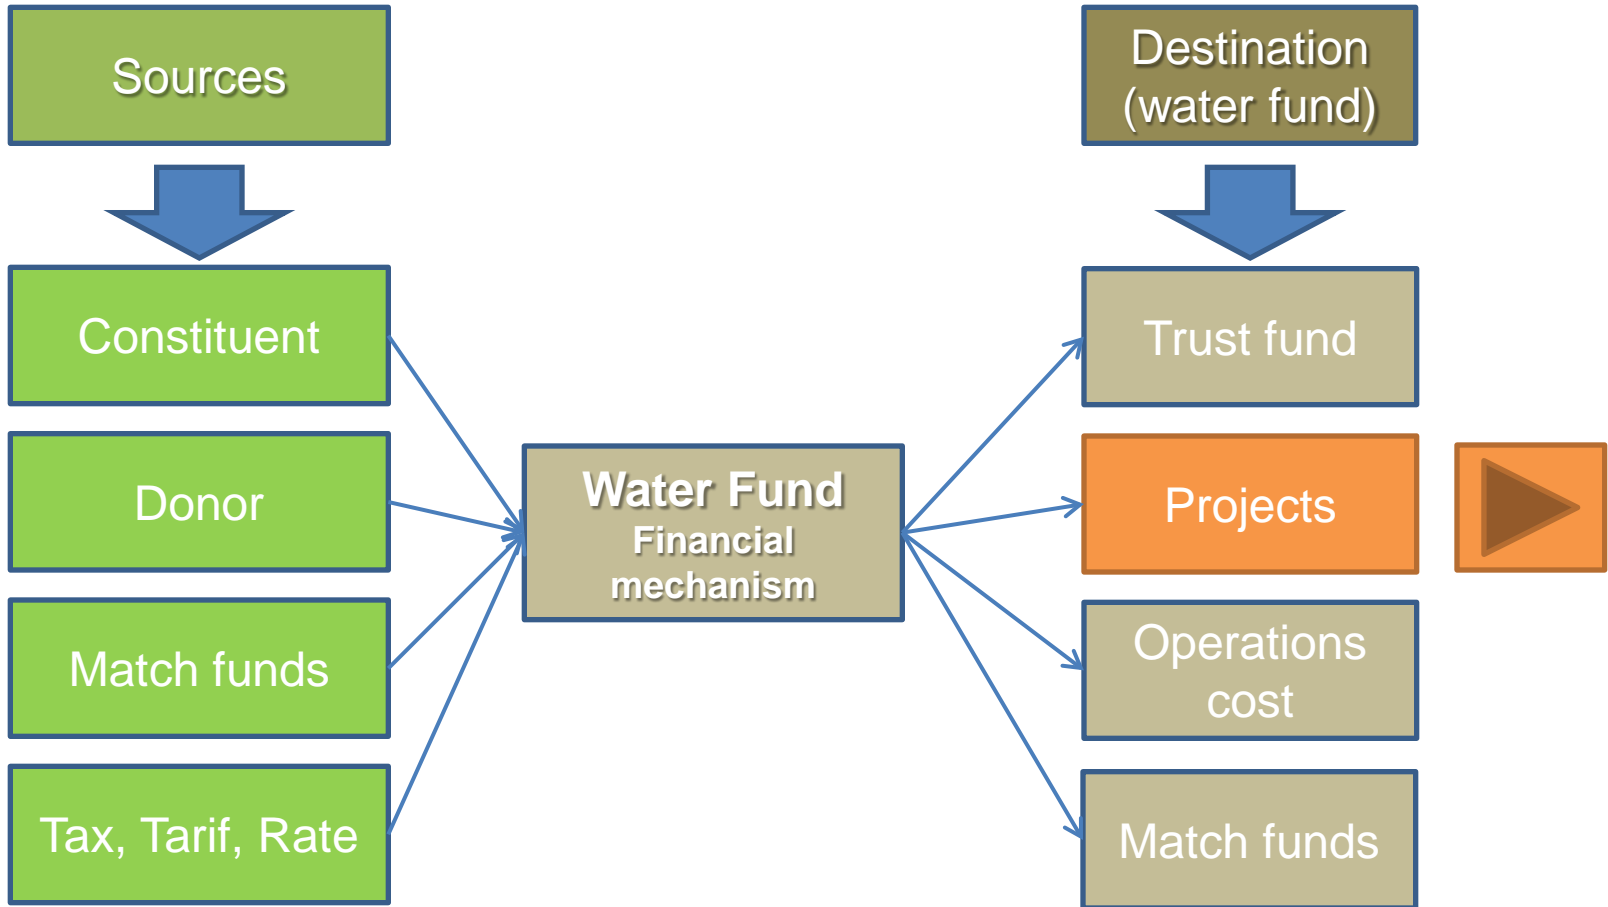 Sources
Destination
(water fund)
Constituent
Donor
Match funds
Tax, Tarif, Rate
Water Fund
Financial
mechanism
Trust fund
Projects
Operations
cost
Match funds